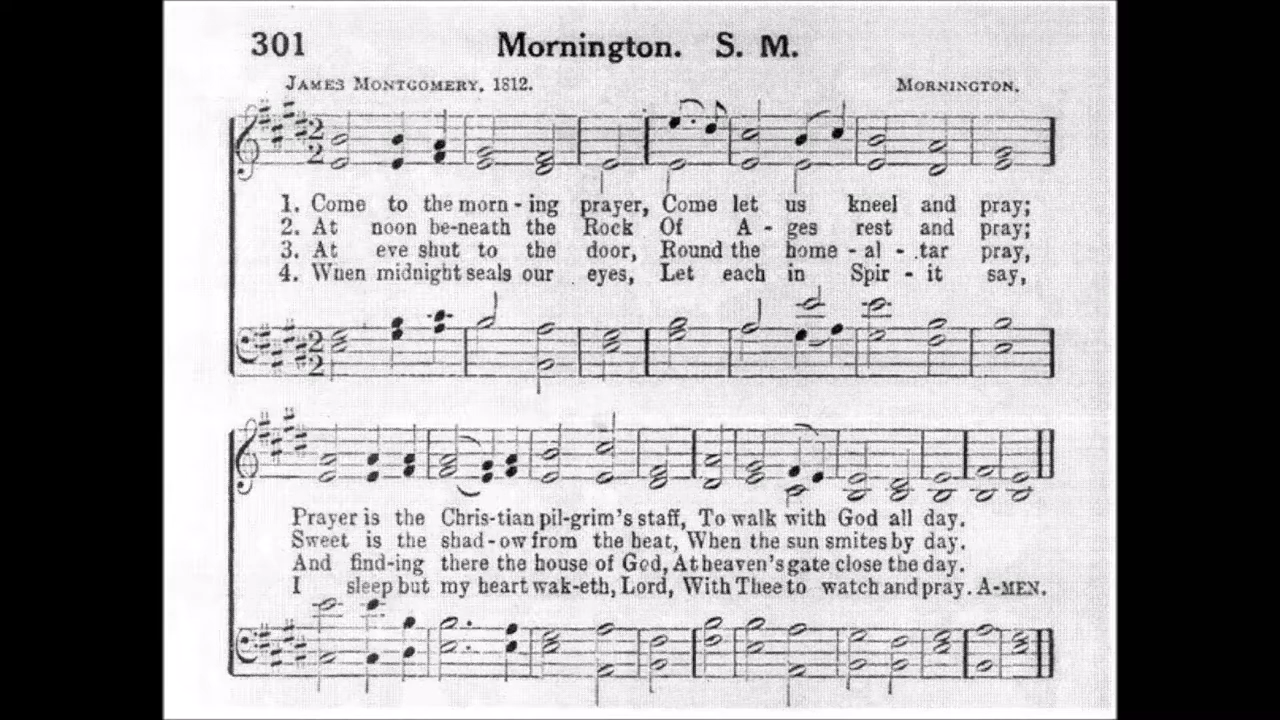 301 Mornington. S. M.
JAMES MONTGOMERY, 1812. MORNINGTON.
1. Come to the morn - ing prayer, Come let us kneel and pray;
2. At noon be-neath the Rock Of A - ges rest and pray;
3. At eve shut to the door, Round the home - al - tar pray,
4. When midnight seals our eyes, Let each in Spir - it say,
Prayer is the Chris-tian pil-grim's staff, To walk with God all day.
Sweet is the shad-ow from the heat, When the sun smites by day.
And find-ing there the house of God, At heaven's gate close the day.
I sleep but my heart wak-eth, Lord, With Thee to watch and pray. A-MEN.